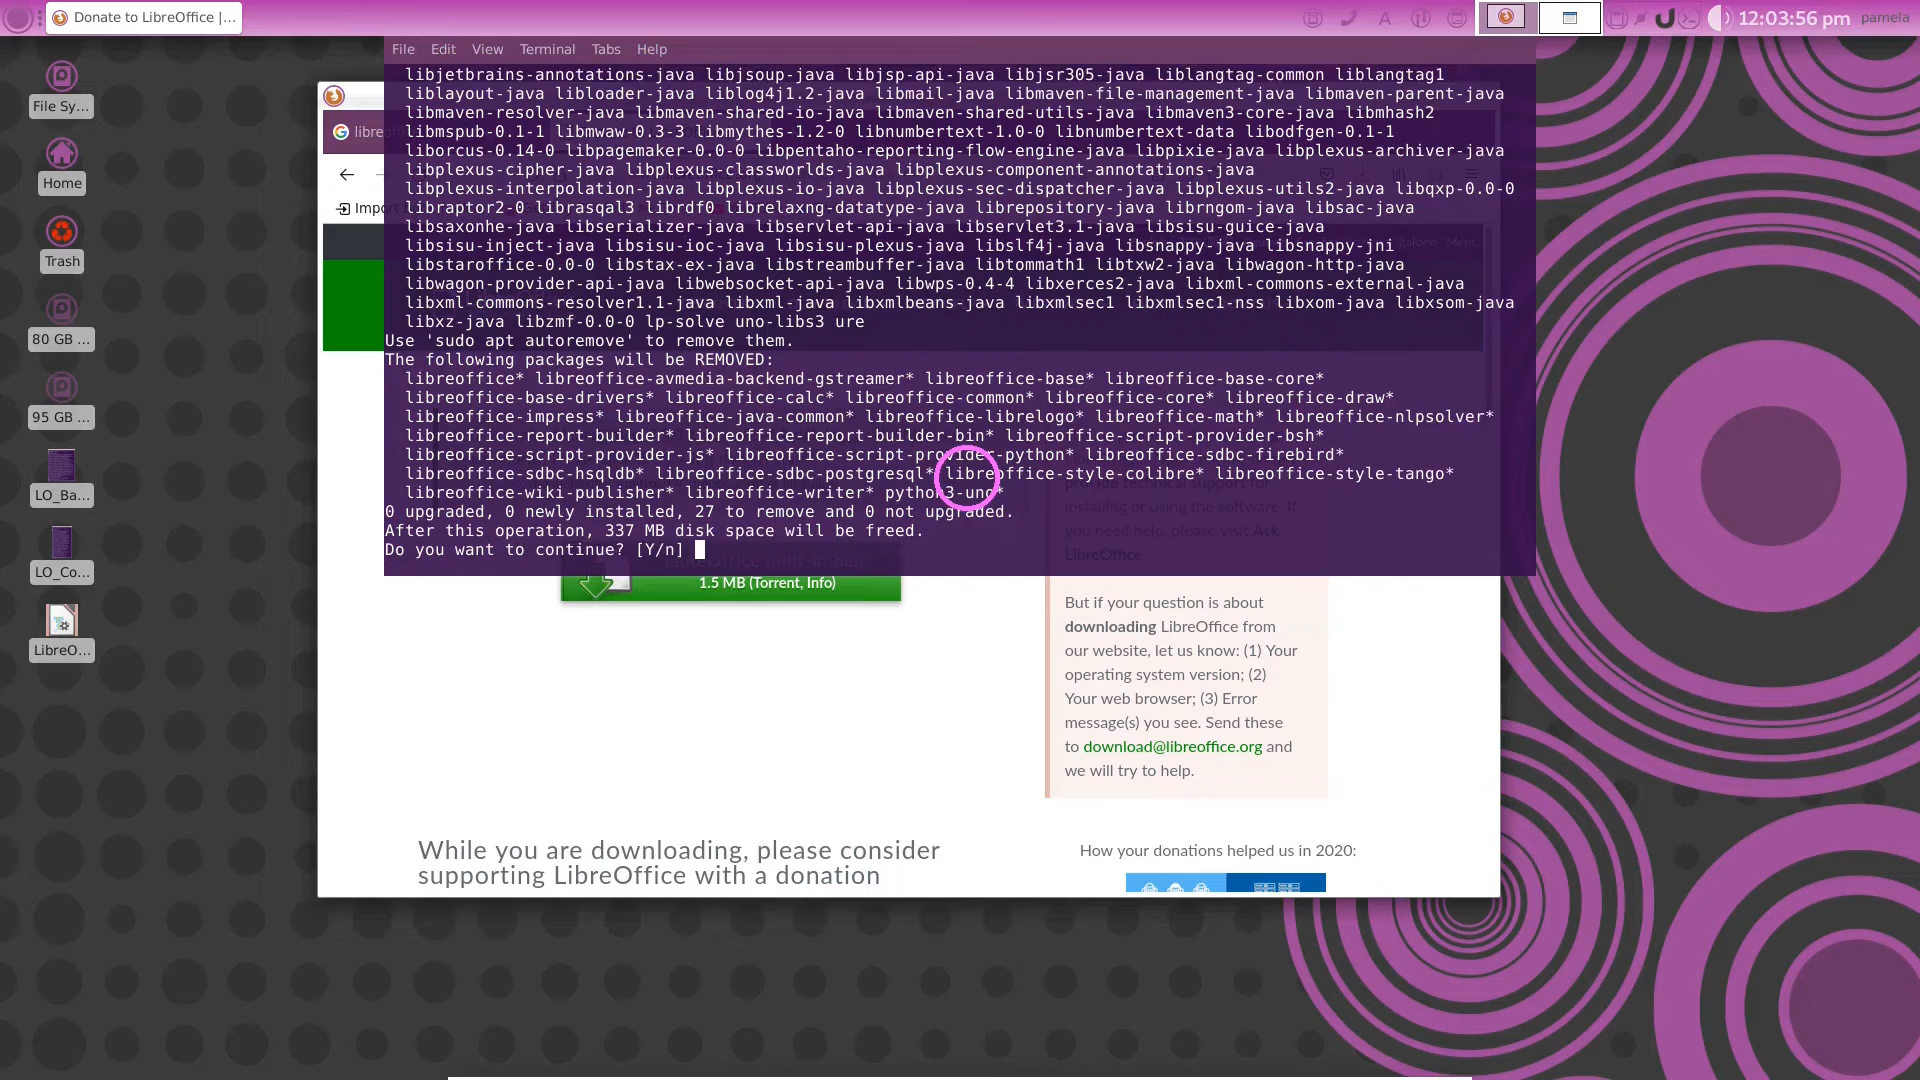 Donate to LibreOffice |...
12:03:56 pm
pamela
File Edit View Terminal Tabs Help
libjetbrains-annotations-java libjsoup-java libjsp-api-java libjsr305-java liblangtag-common liblangtag1
liblayout-java libloader-java liblog4j1.2-java libmail-java libmaven-file-management-java libmaven-parent-java
libmaven-resolver-java libmaven-shared-io-java libmaven-shared-utils-java libmaven3-core-java libmhash2
libmspub-0.1-1 libmwaw-0.3-3 libmythes-1.2-0 libnumbertext-1.0-0 libnumbertext-data libodfgen-0.1-1
liborcus-0.14-0 libpagemaker-0.0-0 libpentaho-reporting-flow-engine-java libpixie-java libplexus-archiver-java
libplexus-cipher-java libplexus-classworlds-java libplexus-component-annotations-java
libplexus-interpolation-java libplexus-io-java libplexus-sec-dispatcher-java libplexus-utils2-java libqxp-0.0-0
libraptor2-0 librasqal3 librdf0 librelaxng-datatype-java librepository-java librngom-java libsac-java
libsaxonhe-java libserializer-java libservlet-api-java libservlet3.1-java libsisu-guice-java
libsisu-inject-java libsisu-ioc-java libsisu-plexus-java libslf4j-java libsnappy-java libsnappy-jni
libstaroffice-0.0-0 libstax-ex-java libstreambuffer-java libtommath1 libtxw2-java libwagon-http-java
libwagon-provider-api-java libwebsocket-api-java libwps-0.4-4 libxerces2-java libxml-commons-external-java
libxml-commons-resolver1.1-java libxml-java libxmlbeans-java libxmlsec1 libxmlsec1-nss libxom-java libxsom-java
libxz-java libzmf-0.0-0 lp-solve uno-libs3 ure
Use 'sudo apt autoremove' to remove them.
The following packages will be REMOVED:
libreoffice* libreoffice-avmedia-backend-gstreamer* libreoffice-base* libreoffice-base-core*
libreoffice-base-drivers* libreoffice-calc* libreoffice-common* libreoffice-core* libreoffice-draw*
libreoffice-impress* libreoffice-java-common* libreoffice-librelogo* libreoffice-math* libreoffice-nlpsolver*
libreoffice-report-builder* libreoffice-report-builder-bin* libreoffice-script-provider-bsh*
libreoffice-script-provider-js* libreoffice-script-provider-python* libreoffice-sdbc-firebird*
libreoffice-sdbc-hsqldb* libreoffice-sdbc-postgresql* libreoffice-style-colibre* libreoffice-style-tango*
libreoffice-wiki-publisher* libreoffice-writer* python3-uno*
0 upgraded, 0 newly installed, 27 to remove and 0 not upgraded.
After this operation, 337 MB disk space will be freed.
Do you want to continue? [Y/n]
File Sy...
Home
Trash
80 GB ...
95 GB ...
LO_Ba...
LO_Co...
LibreO...
libreo
Import
provide technical support for
installing or using the software. If
you need help, please visit Ask
LibreOffice
1.5 MB (Torrent, Info)
But if your question is about
downloading LibreOffice from
our website, let us know: (1) Your
operating system version; (2)
Your web browser; (3) Error
message(s) you see. Send these
to download@libreoffice.org and
we will try to help.
While you are downloading, please consider
supporting LibreOffice with a donation
How your donations helped us in 2020: